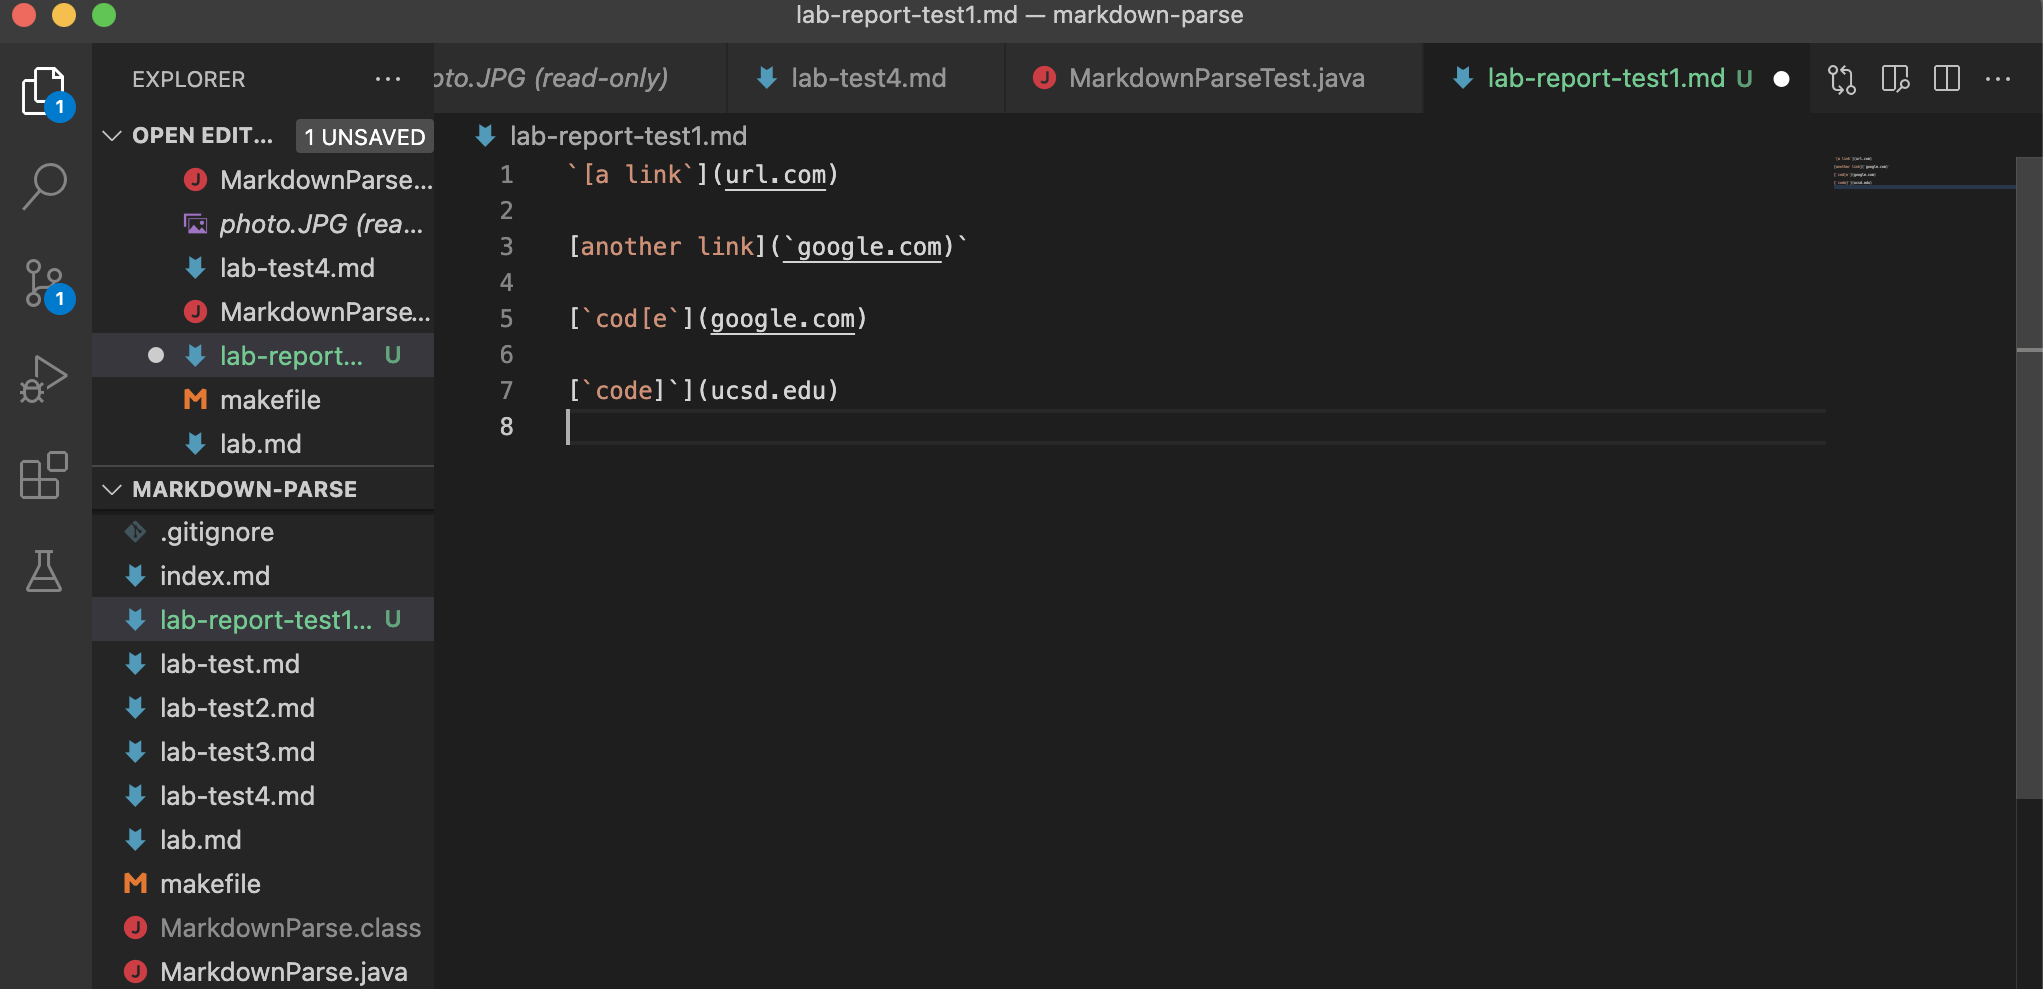 lab-report-test1.md — markdown-parse
EXPLORER
oto.JPG (read-only)
lab-test4.md
MarkdownParseTest.java
lab-report-test1.md U
1
OPEN EDIT... 1 UNSAVED
MarkdownParse...
photo.JPG (rea...
lab-test4.md
MarkdownParse...
lab-report... U
makefile
lab.md
1
MARKDOWN-PARSE
.gitignore
index.md
lab-report-test1... U
lab-test.md
lab-test2.md
lab-test3.md
lab-test4.md
lab.md
makefile
MarkdownParse.class
MarkdownParse.java
lab-report-test1.md
1 `[a link`](url.com)
2
3 [another link](`google.com)`
4
5 [`cod[e`](google.com)
6
7 [`code]`](ucsd.edu)
8